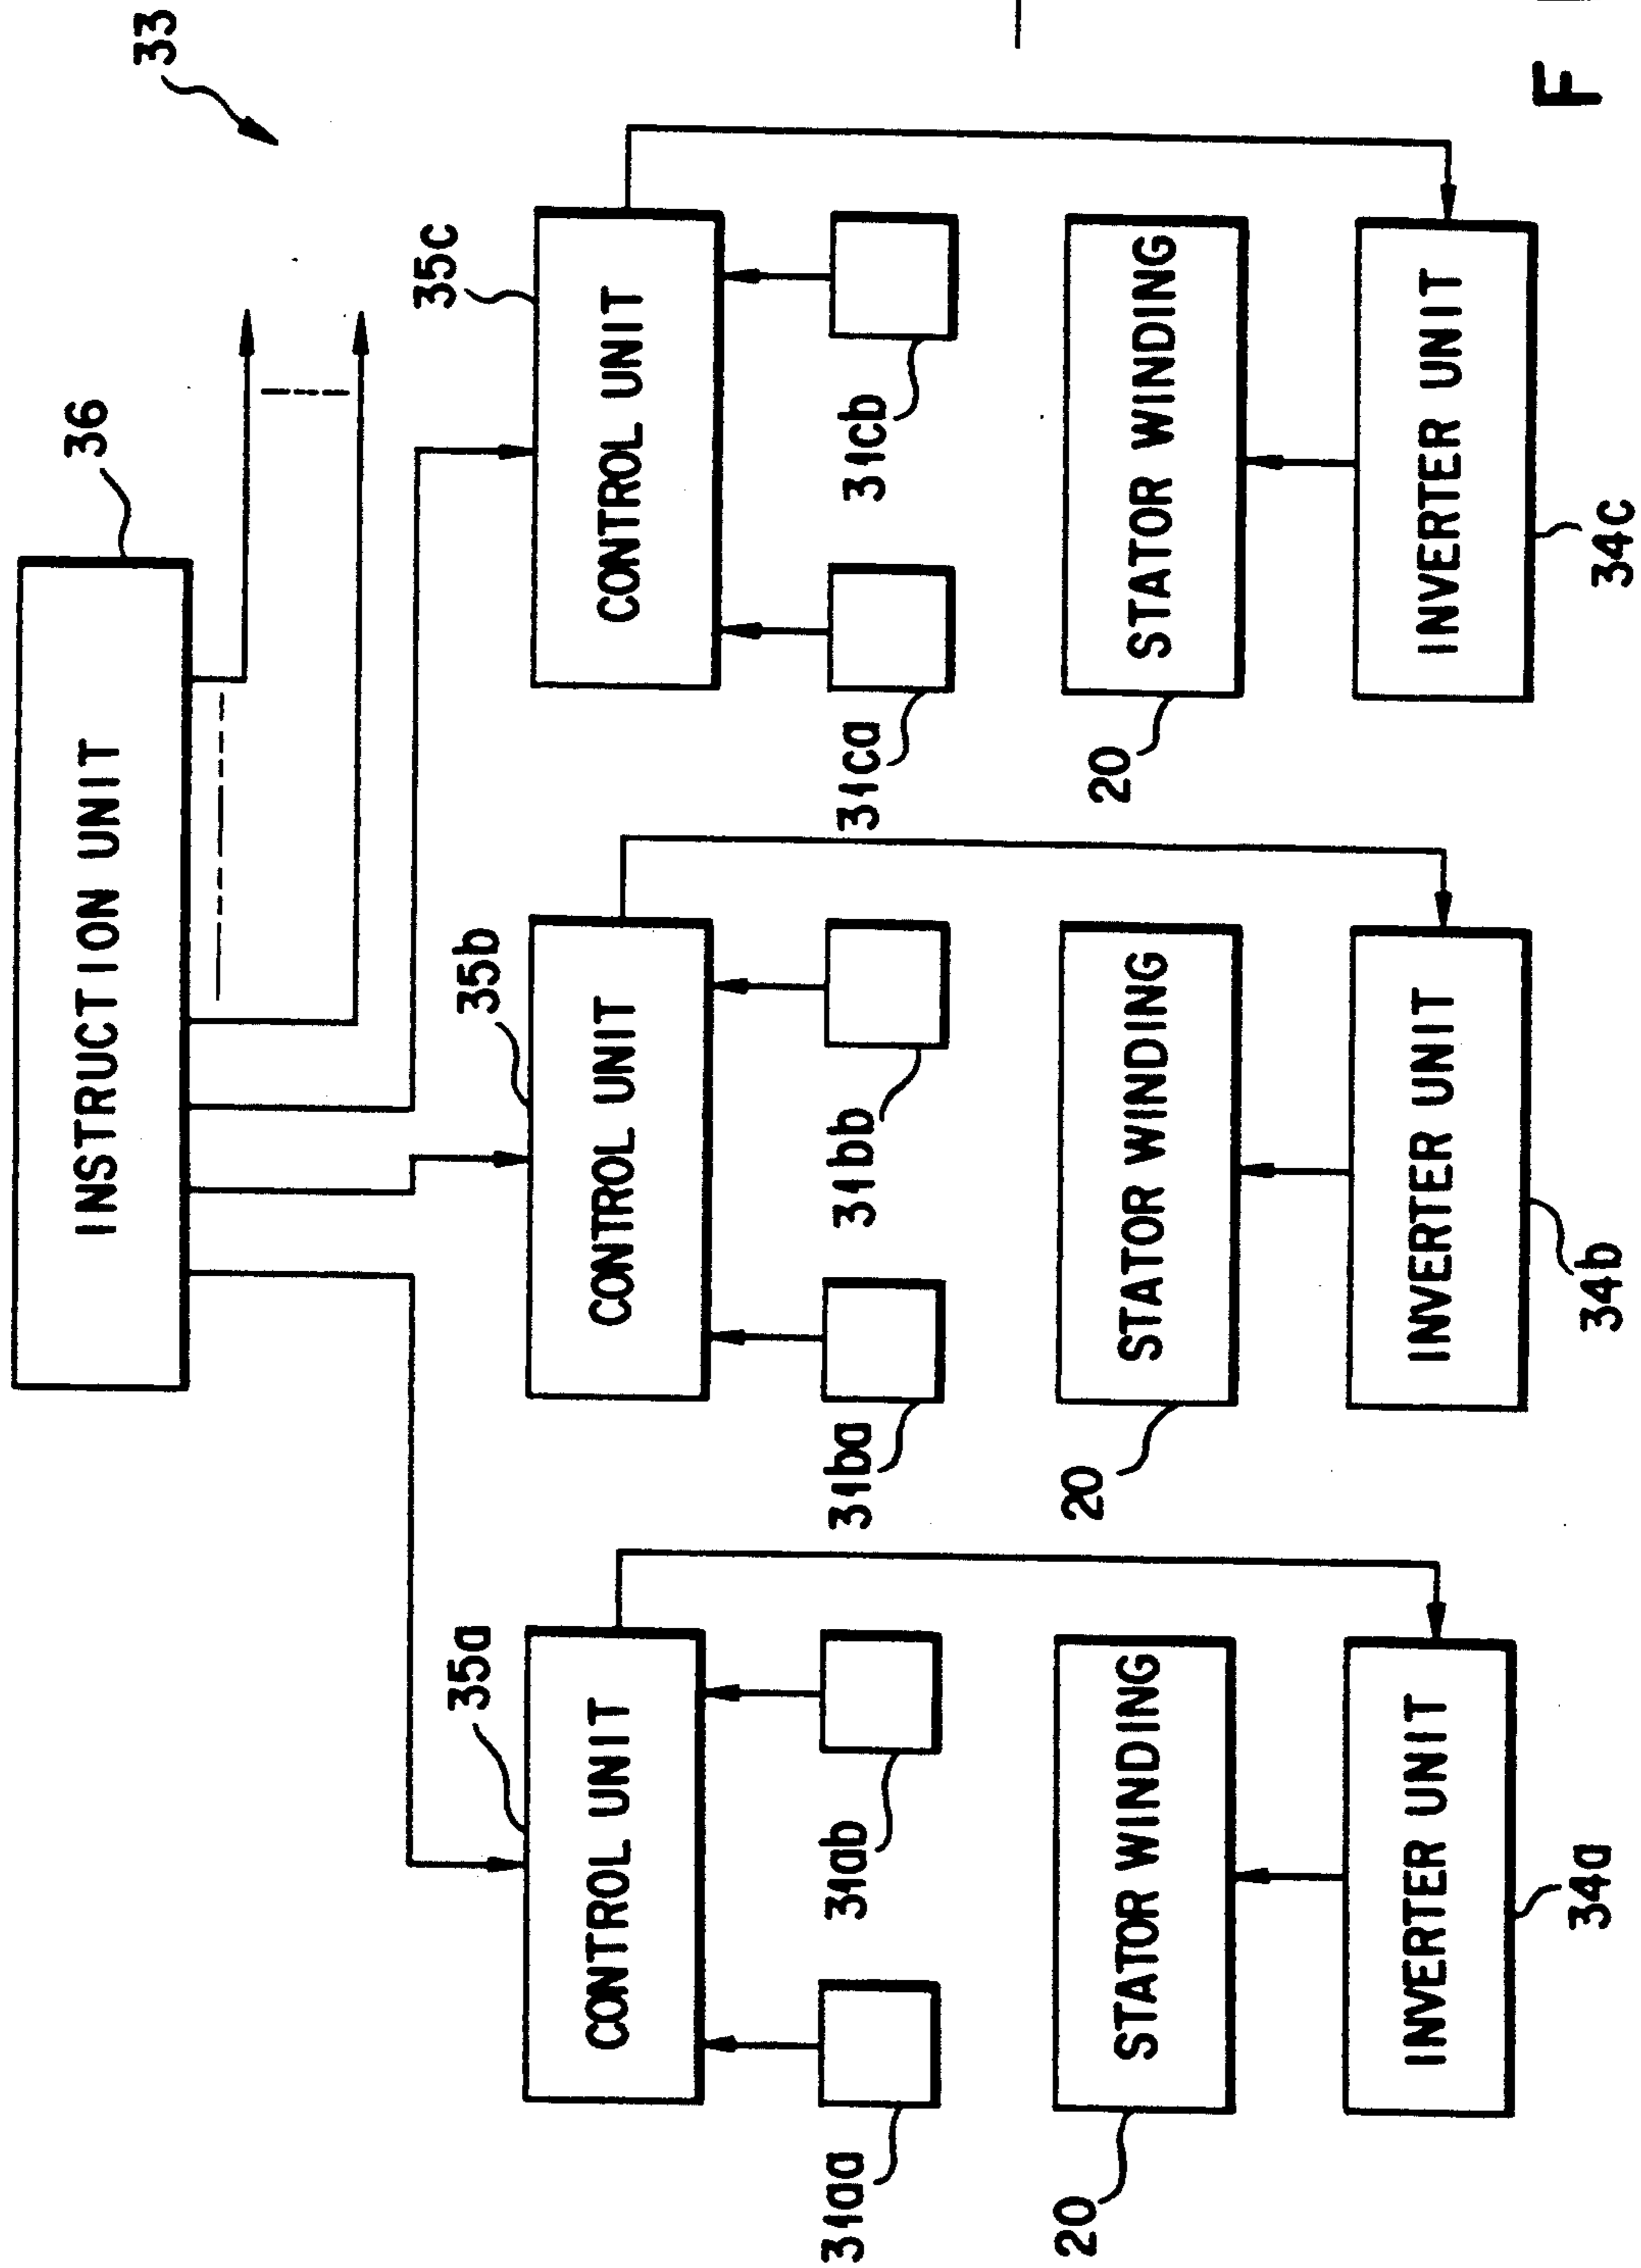 33
36
INSTRUCTION UNIT
35a
35b
35c
CONTROL UNIT
CONTROL UNIT
CONTROL UNIT
31aa
31ab
31ba
31bb
31ca
31cb
20
20
20
STATOR WINDING
STATOR WINDING
STATOR WINDING
INVERTER UNIT
INVERTER UNIT
INVERTER UNIT
34a
34b
34c
F